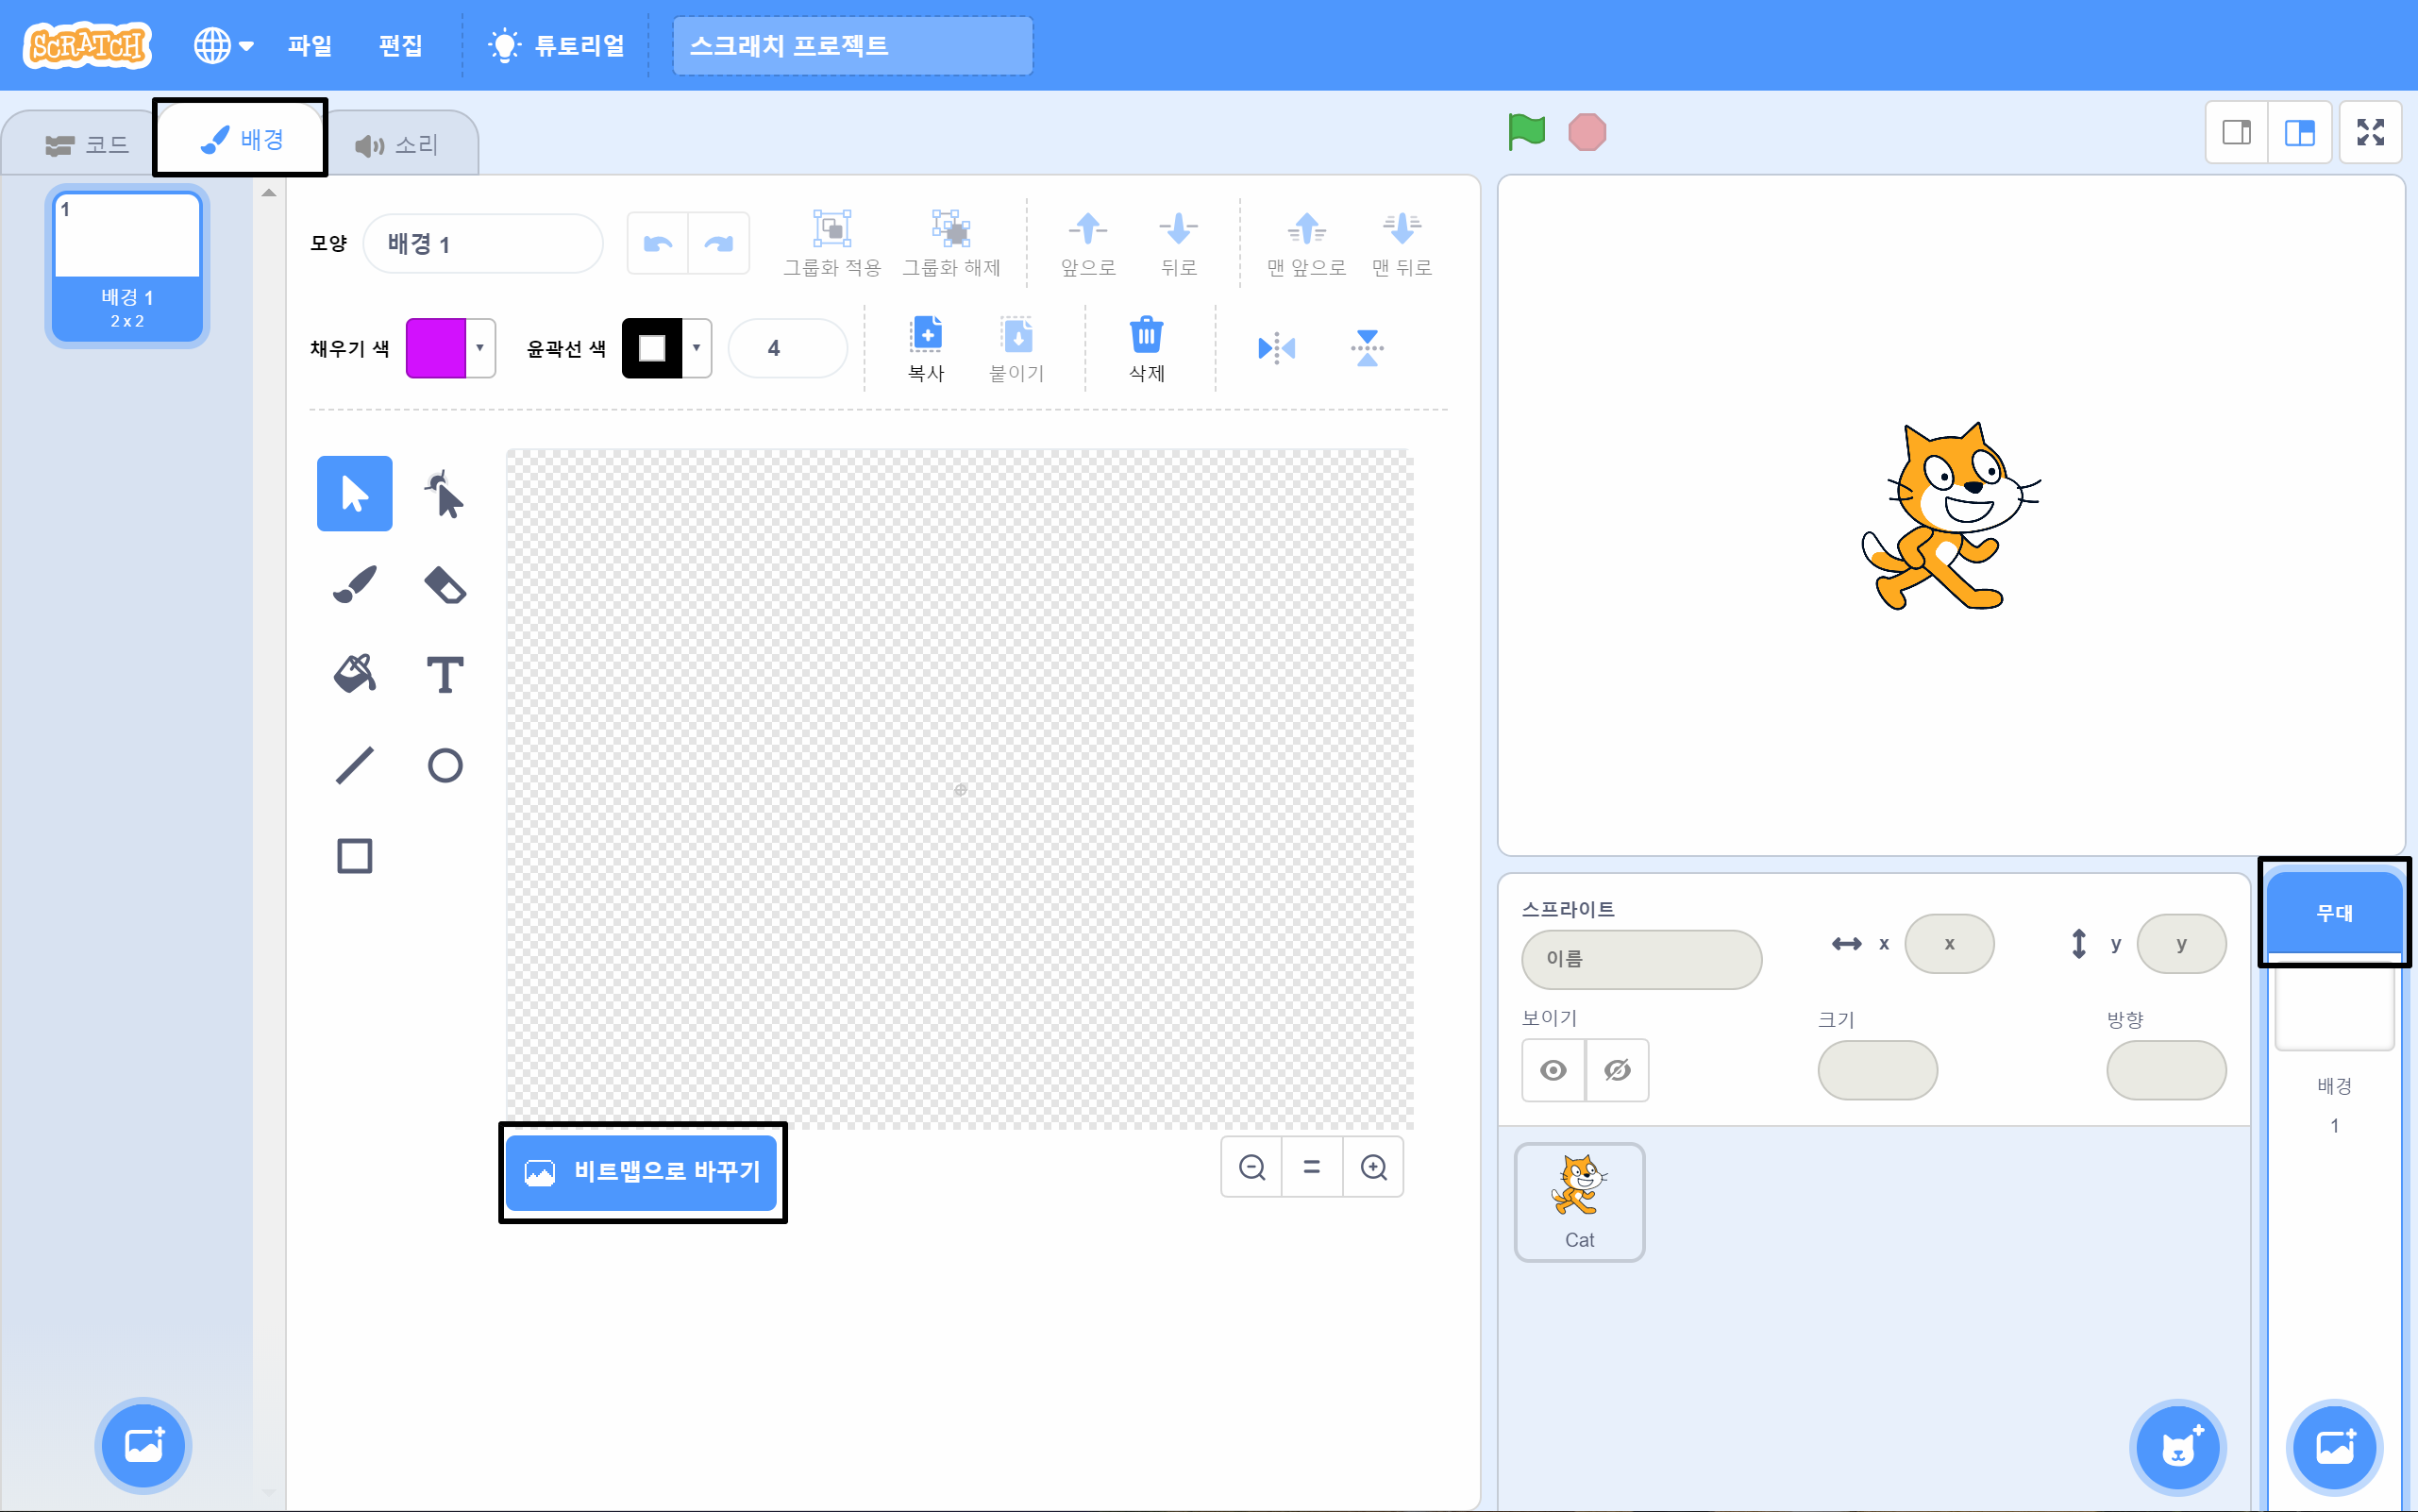 SCRATCH 파일 편집 튜토리얼 스크래치 프로젝트
코드 배경 소리
1
배경 1
2 x 2
모양 배경 1
그룹화 적용 그룹화 해제 앞으로 뒤로 맨 앞으로 맨 뒤로
채우기 색 윤곽선 색 4
복사 붙이기 삭제
비트맵으로 바꾸기
스프라이트
이름
x x y y
보이기 크기 방향
Cat
무대
배경
1